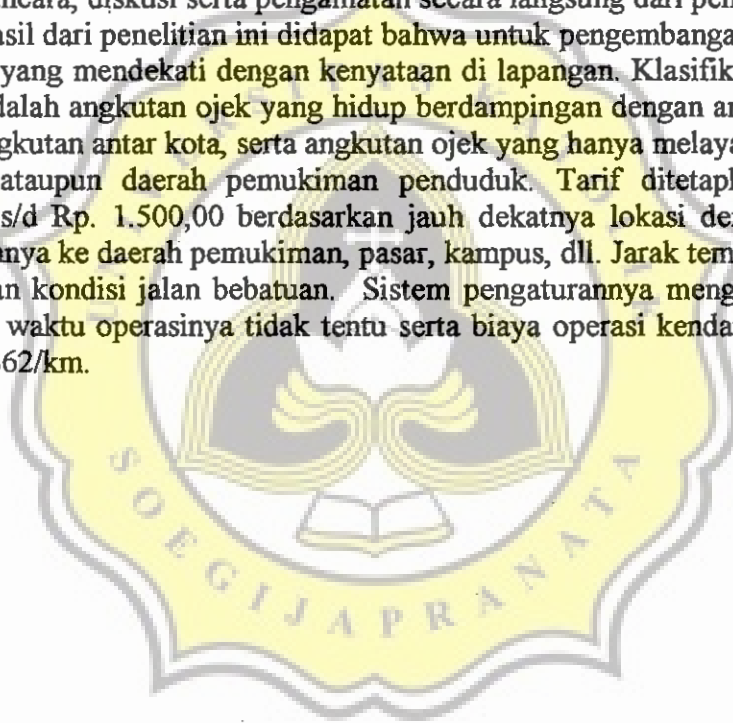 ncara, diskusi serta pengamatan secara langsung dari pen
asil dari penelitian ini didapat bahwa untuk pengembanga
yang mendekati dengan kenyataan di lapangan. Klasifik
dalah angkutan ojek yang hidup berdampingan dengan an
gkutan antar kota, serta angkutan ojek yang hanya melaya
ataupun daerah pemukiman penduduk. Tarif ditetapk
s/d Rp. 1.500,00 berdasarkan jauh dekatnya lokasi de
nya ke daerah pemukiman, pasar, kampus, dll. Jarak tem
an kondisi jalan bebatuan. Sistem pengaturannya meng
waktu operasinya tidak tentu serta biaya operasi kenda
62/km.
SOEGIJAPRANATA